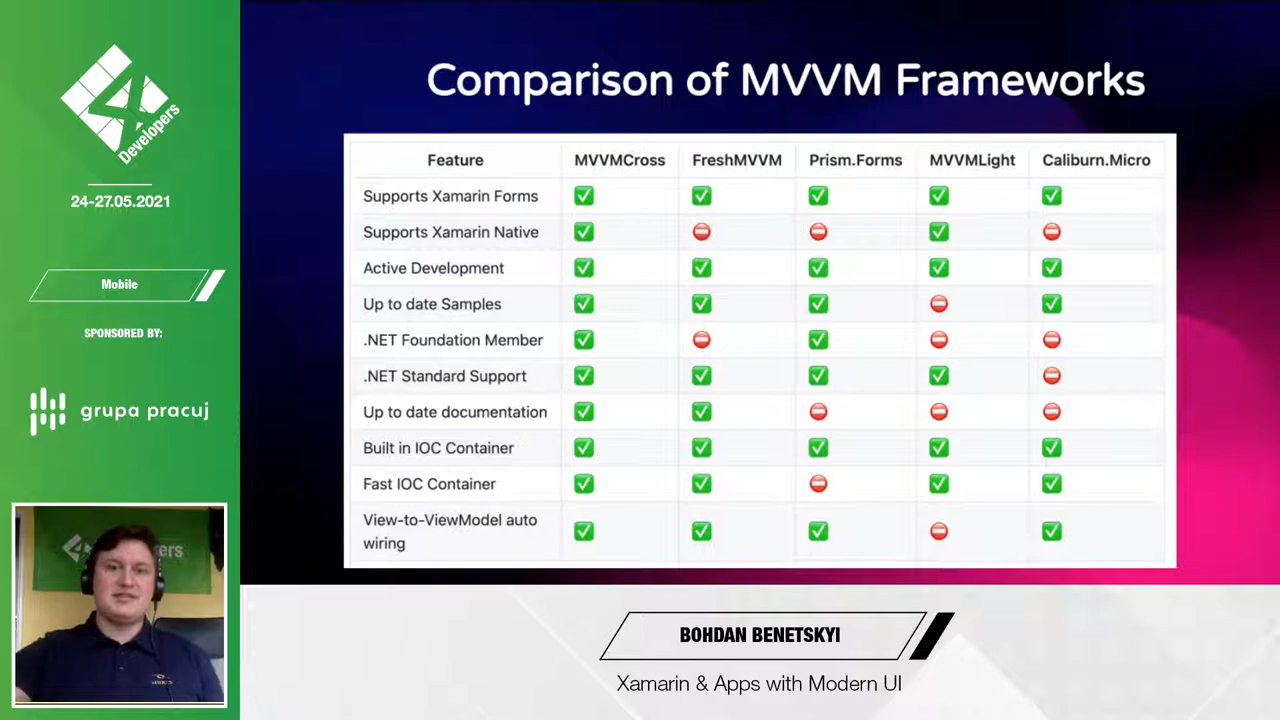 4
Developers
24-27.05.2021
Mobile
SPONSORED BY:
grupa pracuj
Comparison of MVVM Frameworks
Feature MVVMCross FreshMVVM Prism.Forms MVVMLight Caliburn.Micro
Supports Xamarin Forms ✅ ✅ ✅ ✅ ✅
Supports Xamarin Native ✅ ⛔ ⛔ ✅ ⛔
Active Development ✅ ✅ ✅ ✅ ✅
Up to date Samples ✅ ✅ ✅ ⛔ ✅
.NET Foundation Member ✅ ⛔ ✅ ⛔ ⛔
.NET Standard Support ✅ ✅ ✅ ✅ ⛔
Up to date documentation ✅ ✅ ⛔ ⛔ ⛔
Built in IOC Container ✅ ✅ ✅ ✅ ✅
Fast IOC Container ✅ ✅ ⛔ ✅ ✅
View-to-ViewModel auto
wiring ✅ ✅ ✅ ⛔ ✅
BOHDAN BENETSKYI
Xamarin & Apps with Modern UI